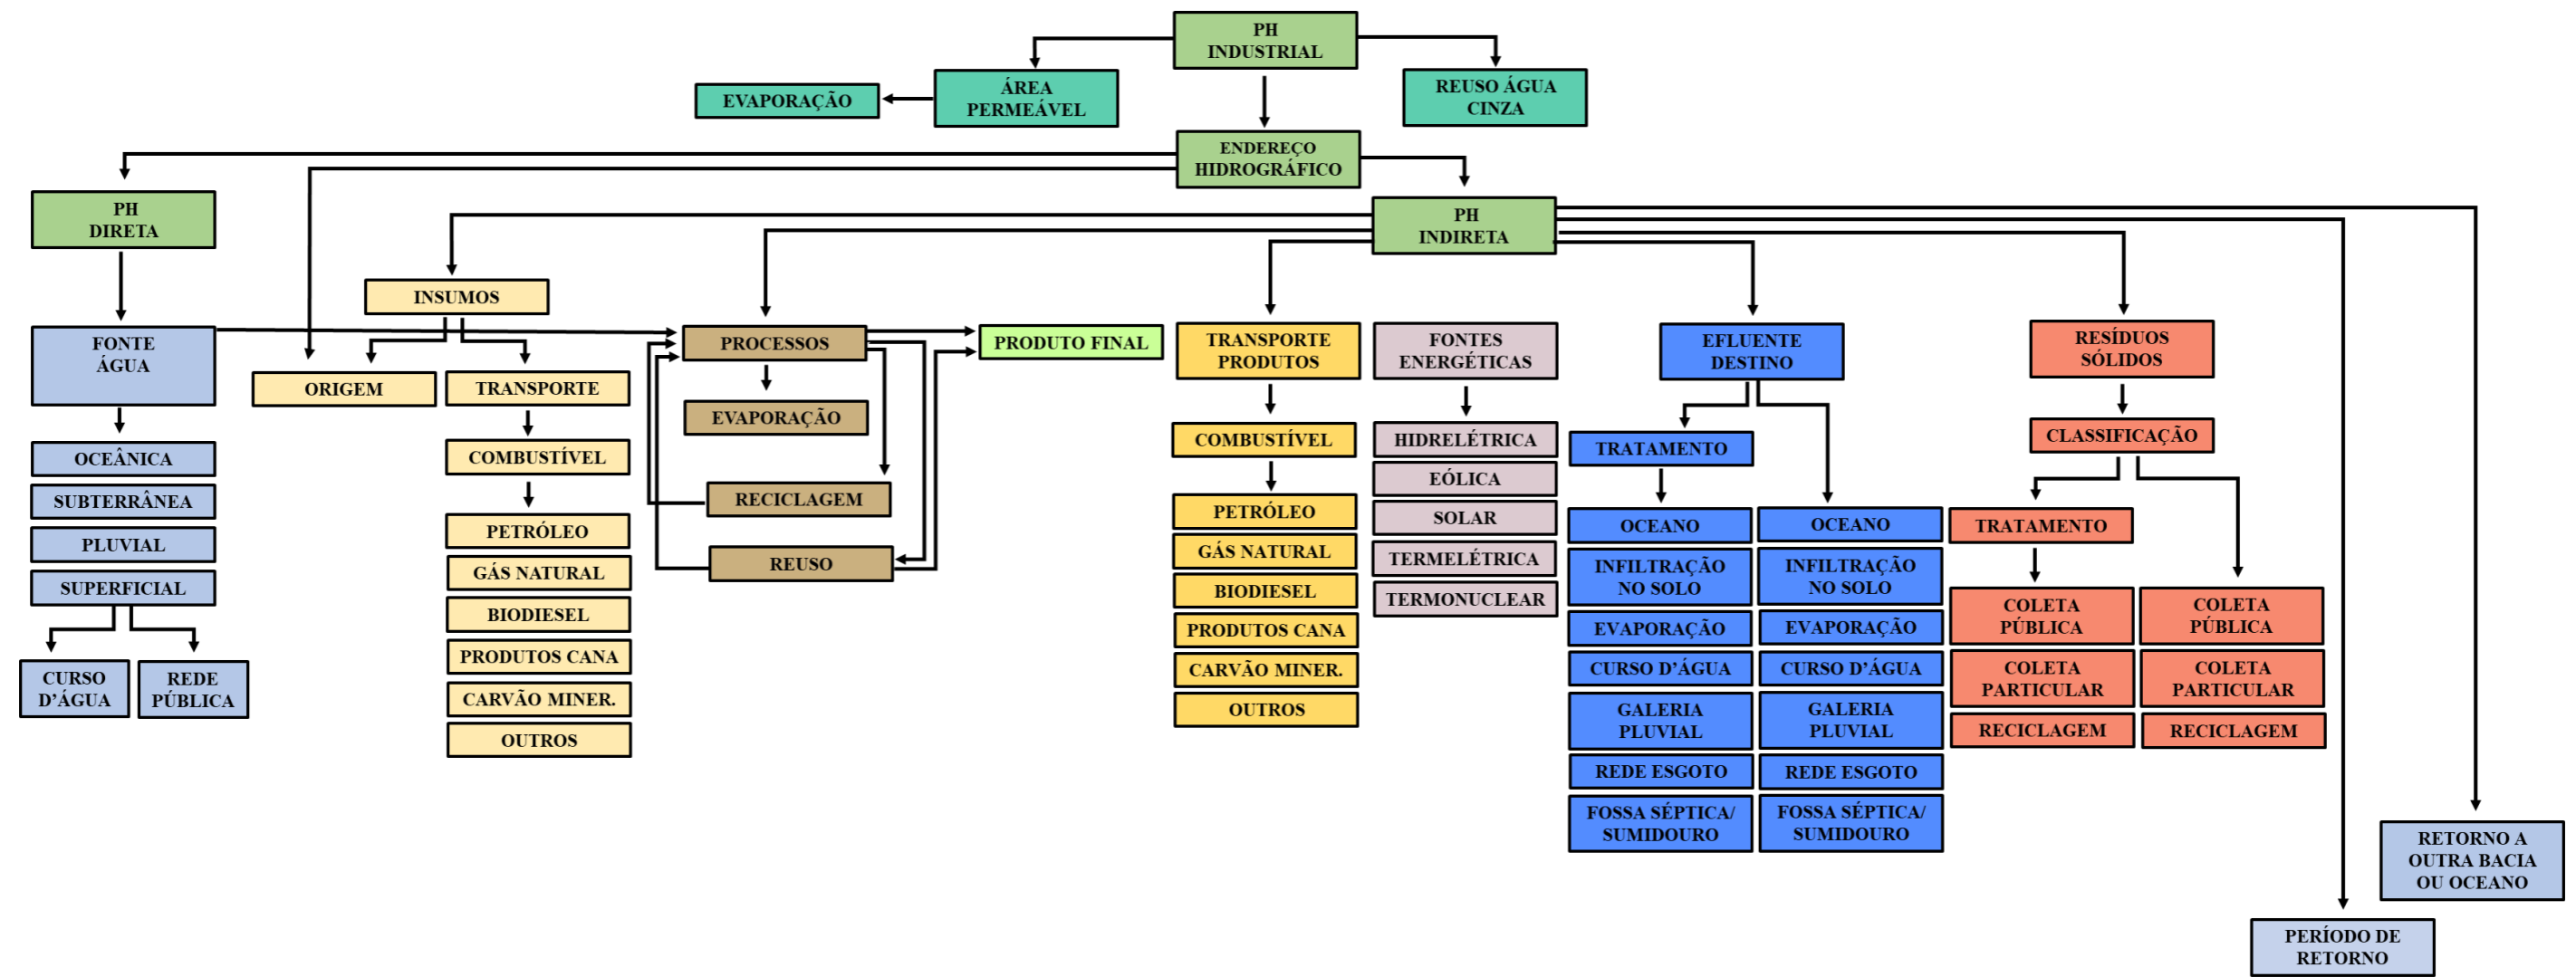 PH
INDUSTRIAL
EVAPORAÇÃO
ÁREA
PERMEÁVEL
REUSO ÁGUA
CINZA
ENDEREÇO
HIDROGRÁFICO
PH
DIRETA
PH
INDIRETA
INSUMOS
FONTE
ÁGUA
ORIGEM
TRANSPORTE
COMBUSTÍVEL
PETRÓLEO
GÁS NATURAL
BIODIESEL
PRODUTOS CANA
CARVÃO MINER.
OUTROS
OCEÂNICA
SUBTERRÂNEA
PLUVIAL
SUPERFICIAL
CURSO
D’ÁGUA
REDE
PÚBLICA
PROCESSOS
EVAPORAÇÃO
RECICLAGEM
REUSO
PRODUTO FINAL
TRANSPORTE
PRODUTOS
COMBUSTÍVEL
PETRÓLEO
GÁS NATURAL
BIODIESEL
PRODUTOS CANA
CARVÃO MINER.
OUTROS
FONTES
ENERGÉTICAS
HIDRELÉTRICA
EÓLICA
SOLAR
TERMELÉTRICA
TERMONUCLEAR
EFLUENTE
DESTINO
TRATAMENTO
OCEANO
INFILTRAÇÃO
NO SOLO
EVAPORAÇÃO
CURSO D’ÁGUA
GALERIA
PLUVIAL
REDE ESGOTO
FOSSA SÉPTICA/
SUMIDOURO
OCEANO
INFILTRAÇÃO
NO SOLO
EVAPORAÇÃO
CURSO D’ÁGUA
GALERIA
PLUVIAL
REDE ESGOTO
FOSSA SÉPTICA/
SUMIDOURO
RESÍDUOS
SÓLIDOS
CLASSIFICAÇÃO
TRATAMENTO
COLETA
PÚBLICA
COLETA
PARTICULAR
RECICLAGEM
COLETA
PÚBLICA
COLETA
PARTICULAR
RECICLAGEM
RETORNO A
OUTRA BACIA
OU OCEANO
PERÍODO DE
RETORNO